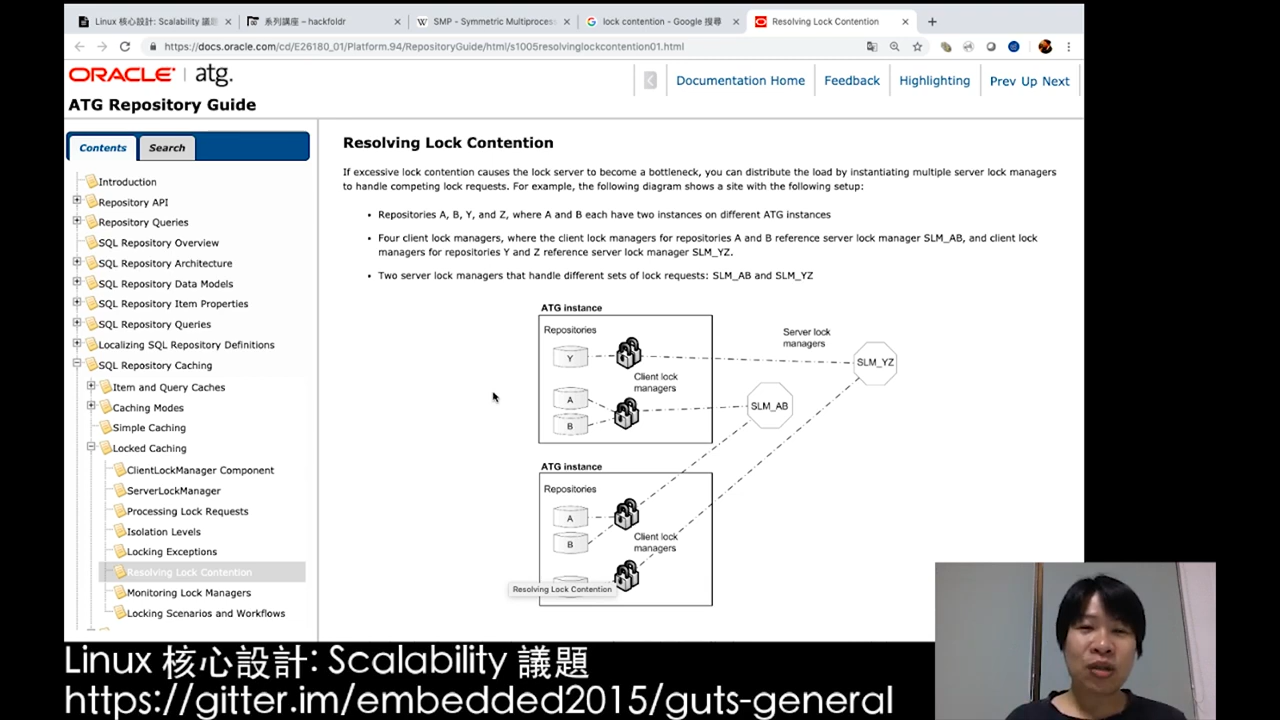 Linux 核心設計: Scalability 議題
系列講座 – hackfoldr
SMP - Symmetric Multiprocess
lock contention - Google 搜尋
Resolving Lock Contention
https://docs.oracle.com/cd/E26180_01/Platform.94/RepositoryGuide/html/s1005resolvinglockcontention01.html
ORACLE | atg.
Documentation Home
Feedback
Highlighting
Prev Up Next
ATG Repository Guide
Contents
Search
Introduction
Repository API
Repository Queries
SQL Repository Overview
SQL Repository Architecture
SQL Repository Data Models
SQL Repository Item Properties
SQL Repository Queries
Localizing SQL Repository Definitions
SQL Repository Caching
Item and Query Caches
Caching Modes
Simple Caching
Locked Caching
ClientLockManager Component
ServerLockManager
Processing Lock Requests
Isolation Levels
Locking Exceptions
Resolving Lock Contention
Monitoring Lock Managers
Locking Scenarios and Workflows
Resolving Lock Contention
If excessive lock contention causes the lock server to become a bottleneck, you can distribute the load by instantiating multiple server lock managers
to handle competing lock requests. For example, the following diagram shows a site with the following setup:
• Repositories A, B, Y, and Z, where A and B each have two instances on different ATG instances
• Four client lock managers, where the client lock managers for repositories A and B reference server lock manager SLM_AB, and client lock
managers for repositories Y and Z reference server lock manager SLM_YZ.
• Two server lock managers that handle different sets of lock requests: SLM_AB and SLM_YZ
ATG instance
Repositories
Y
Client lock
managers
A
B
Server lock
managers
SLM_YZ
SLM_AB
ATG instance
Repositories
A
B
Client lock
managers
Resolving Lock Contention
Linux 核心設計: Scalability 議題
https://gitter.im/embedded2015/guts-general